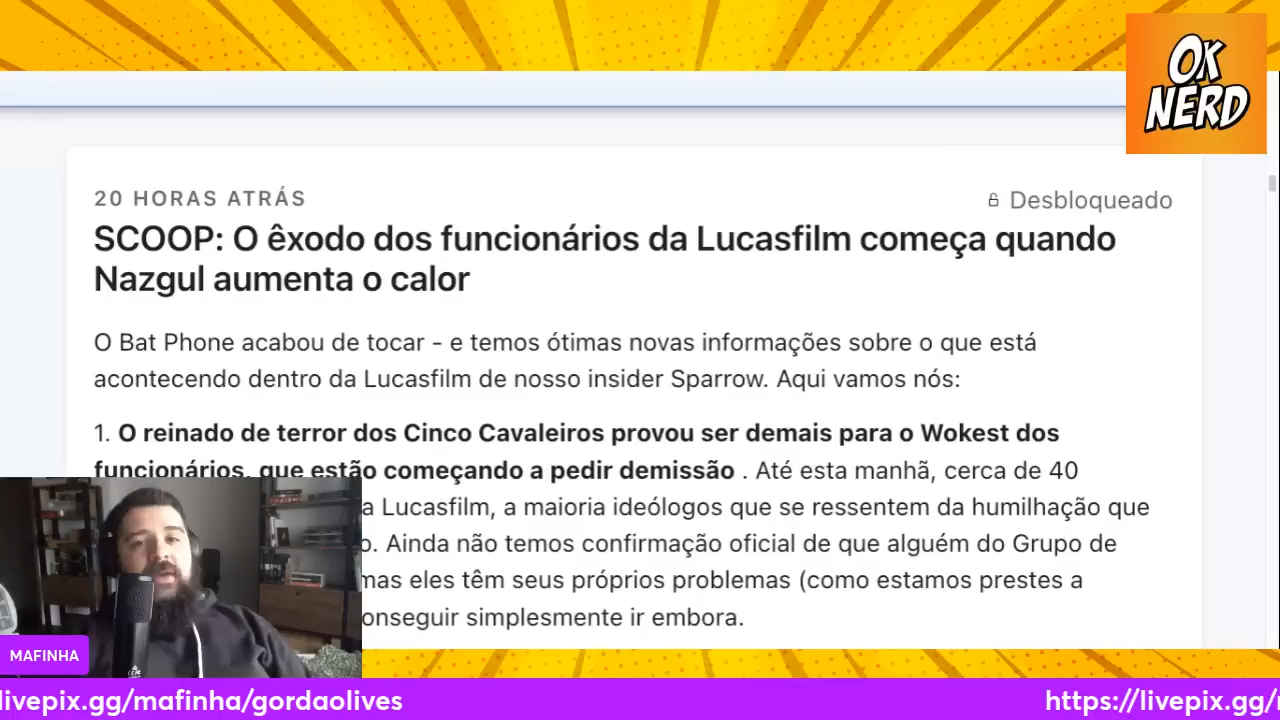 OK
NERD
20 HORAS ATRÁS
Desbloqueado
SCOOP: O êxodo dos funcionários da Lucasfilm começa quando
Nazgul aumenta o calor
O Bat Phone acabou de tocar - e temos ótimas novas informações sobre o que está
acontecendo dentro da Lucasfilm de nosso insider Sparrow. Aqui vamos nós:
1. O reinado de terror dos Cinco Cavaleiros provou ser demais para o Wokest dos
funcionários, que estão começando a pedir demissão . Até esta manhã, cerca de 40
a Lucasfilm, a maioria ideólogos que se ressentem da humilhação que
o. Ainda não temos confirmação oficial de que alguém do Grupo de
mas eles têm seus próprios problemas (como estamos prestes a
onseguir simplesmente ir embora.
MAFINHA
livepix.gg/mafinha/gordaolives
https://livepix.gg/